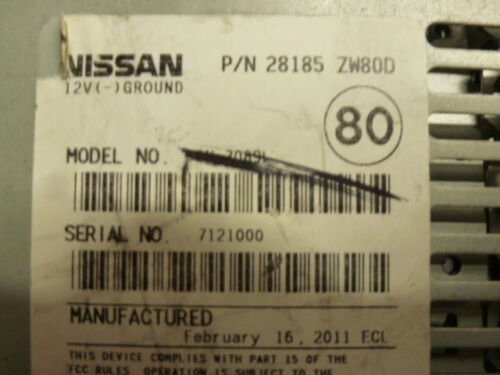 NISSAN P/N 28185 ZW80D
12V(-)GROUND
80
MODEL NO. 7089L
SERIAL NO. 7121000
MANUFACTURED
February 16, 2011 ECL
THIS DEVICE COMPLIES WITH PART 15 OF THE
FCC RULES OPERATION IS SUBJECT TO THE